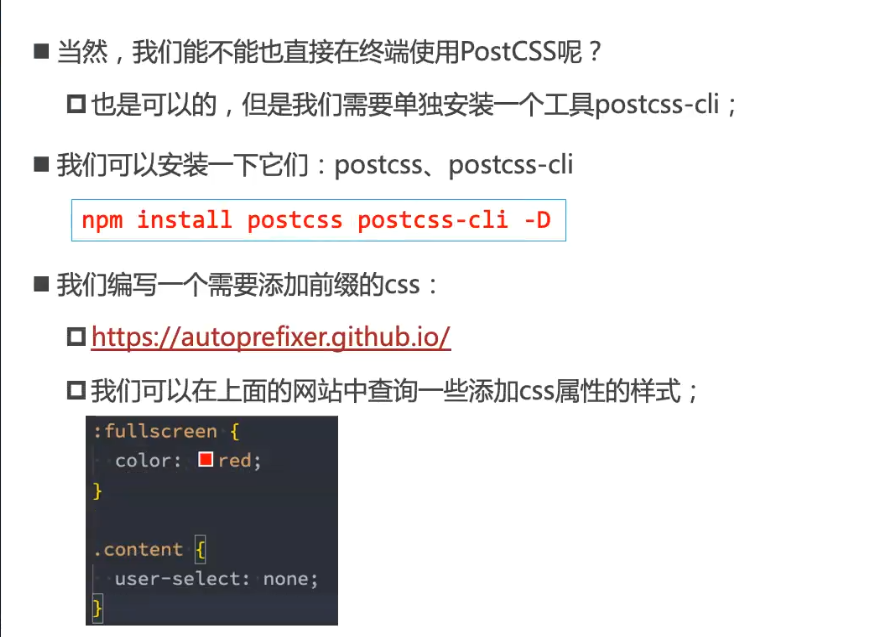 ■ 当然，我们能不能也直接在终端使用PostCSS呢？
也是可以的，但是我们需要单独安装一个工具postcss-cli；
■ 我们可以安装一下它们：postcss、postcss-cli
npm install postcss postcss-cli -D
■ 我们编写一个需要添加前缀的css：
https://autoprefixer.github.io/
我们可以在上面的网站中查询一些添加css属性的样式；
:fullscreen {
color: red;
}
.content {
user-select: none;
}